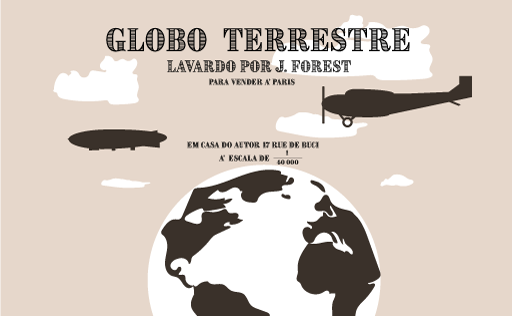 GLOBO TERRESTRE
LAVARDO POR J. FOREST
PARA VENDER A' PARIS
EM CASA DO AUTOR 17 RUE DE BUCI
A' ESCALA DE 1
40 000